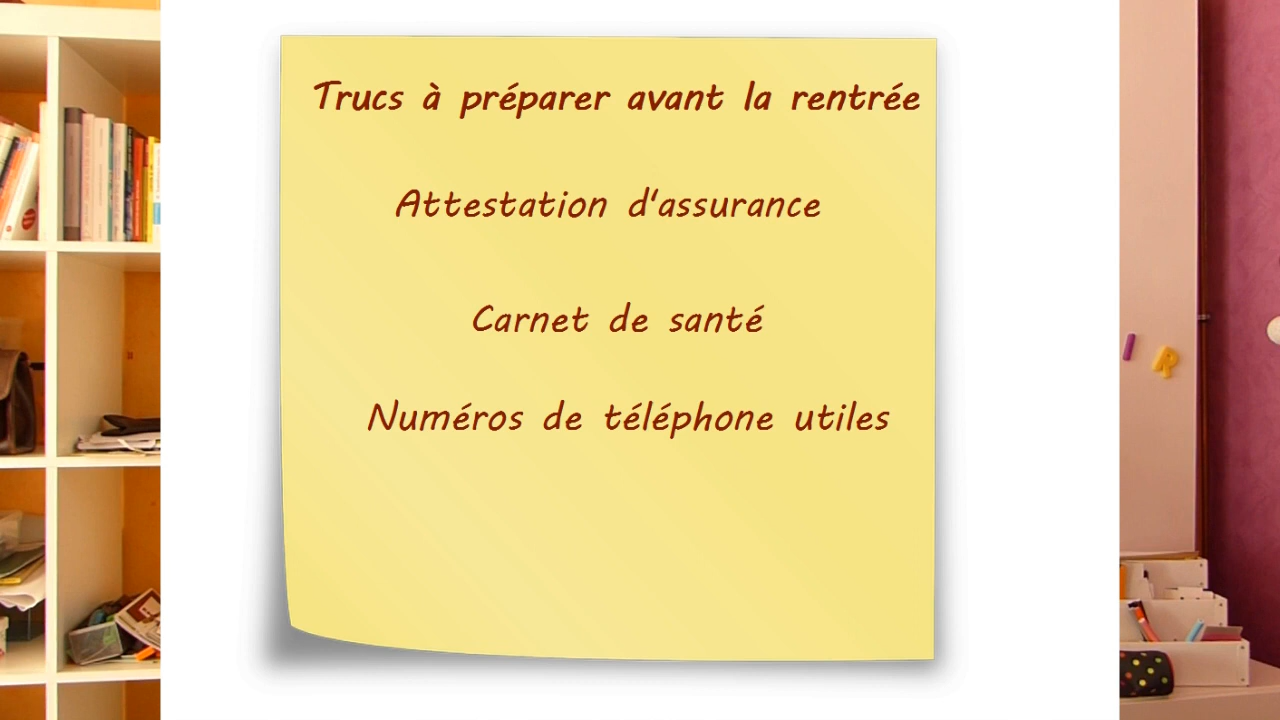 Trucs à préparer avant la rentrée
Attestation d'assurance
Carnet de santé
Numéros de téléphone utiles
R